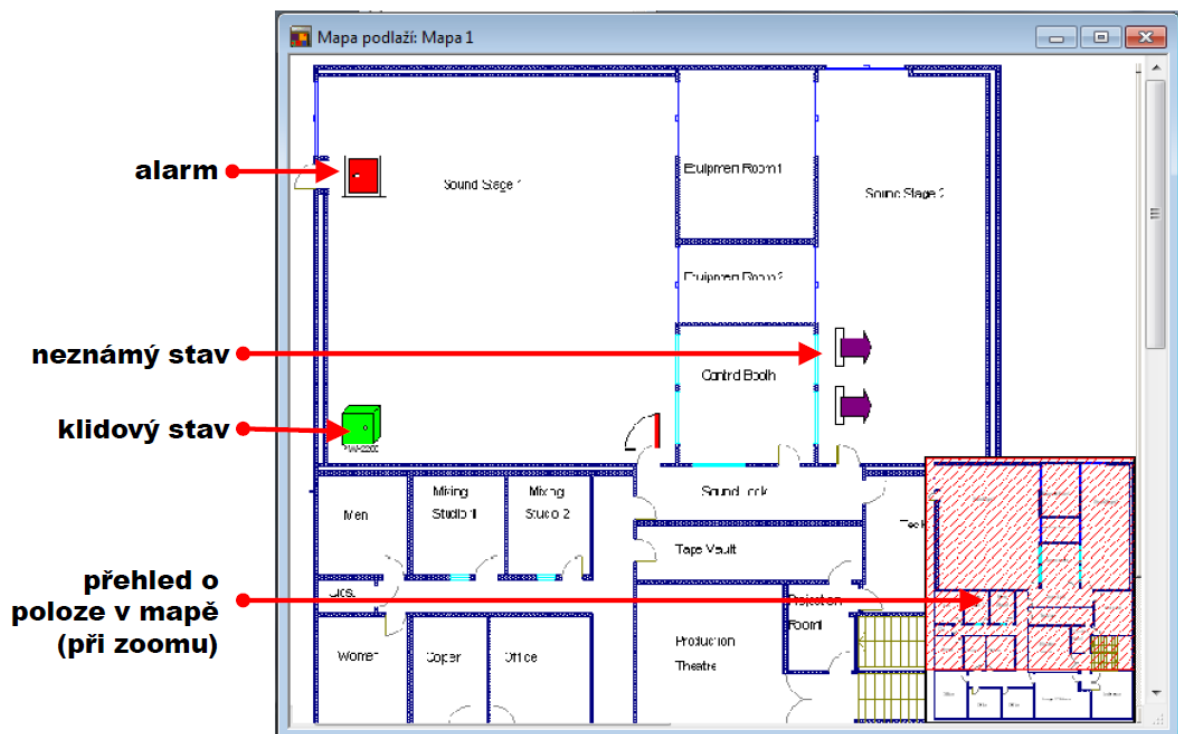 Mapa podlaží: Mapa 1
alarm
Sound Stage 1
Equipment Room 1
Sound Stage 2
Equipment Room 2
neznámý stav
Control Booth
klidový stav
Men
Mixing
Studio 1
Mixing
Studio 2
Sound Lock
Tape Vault
přehled o
poloze v mapě
(při zoomu)
Projection
Room
Women
Office
Production
Theatre